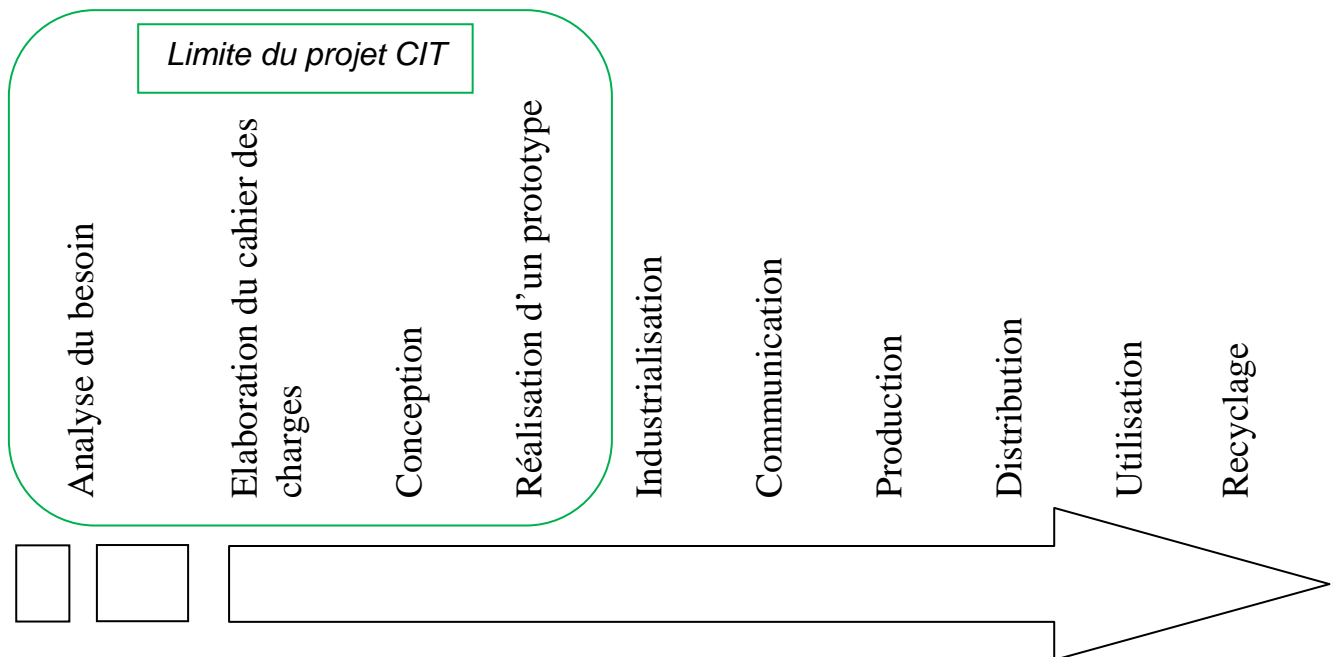 Limite du projet CIT
Analyse du besoin
Elaboration du cahier des
charges
Conception
Réalisation d’un prototype
Industrialisation
Communication
Production
Distribution
Utilisation
Recyclage